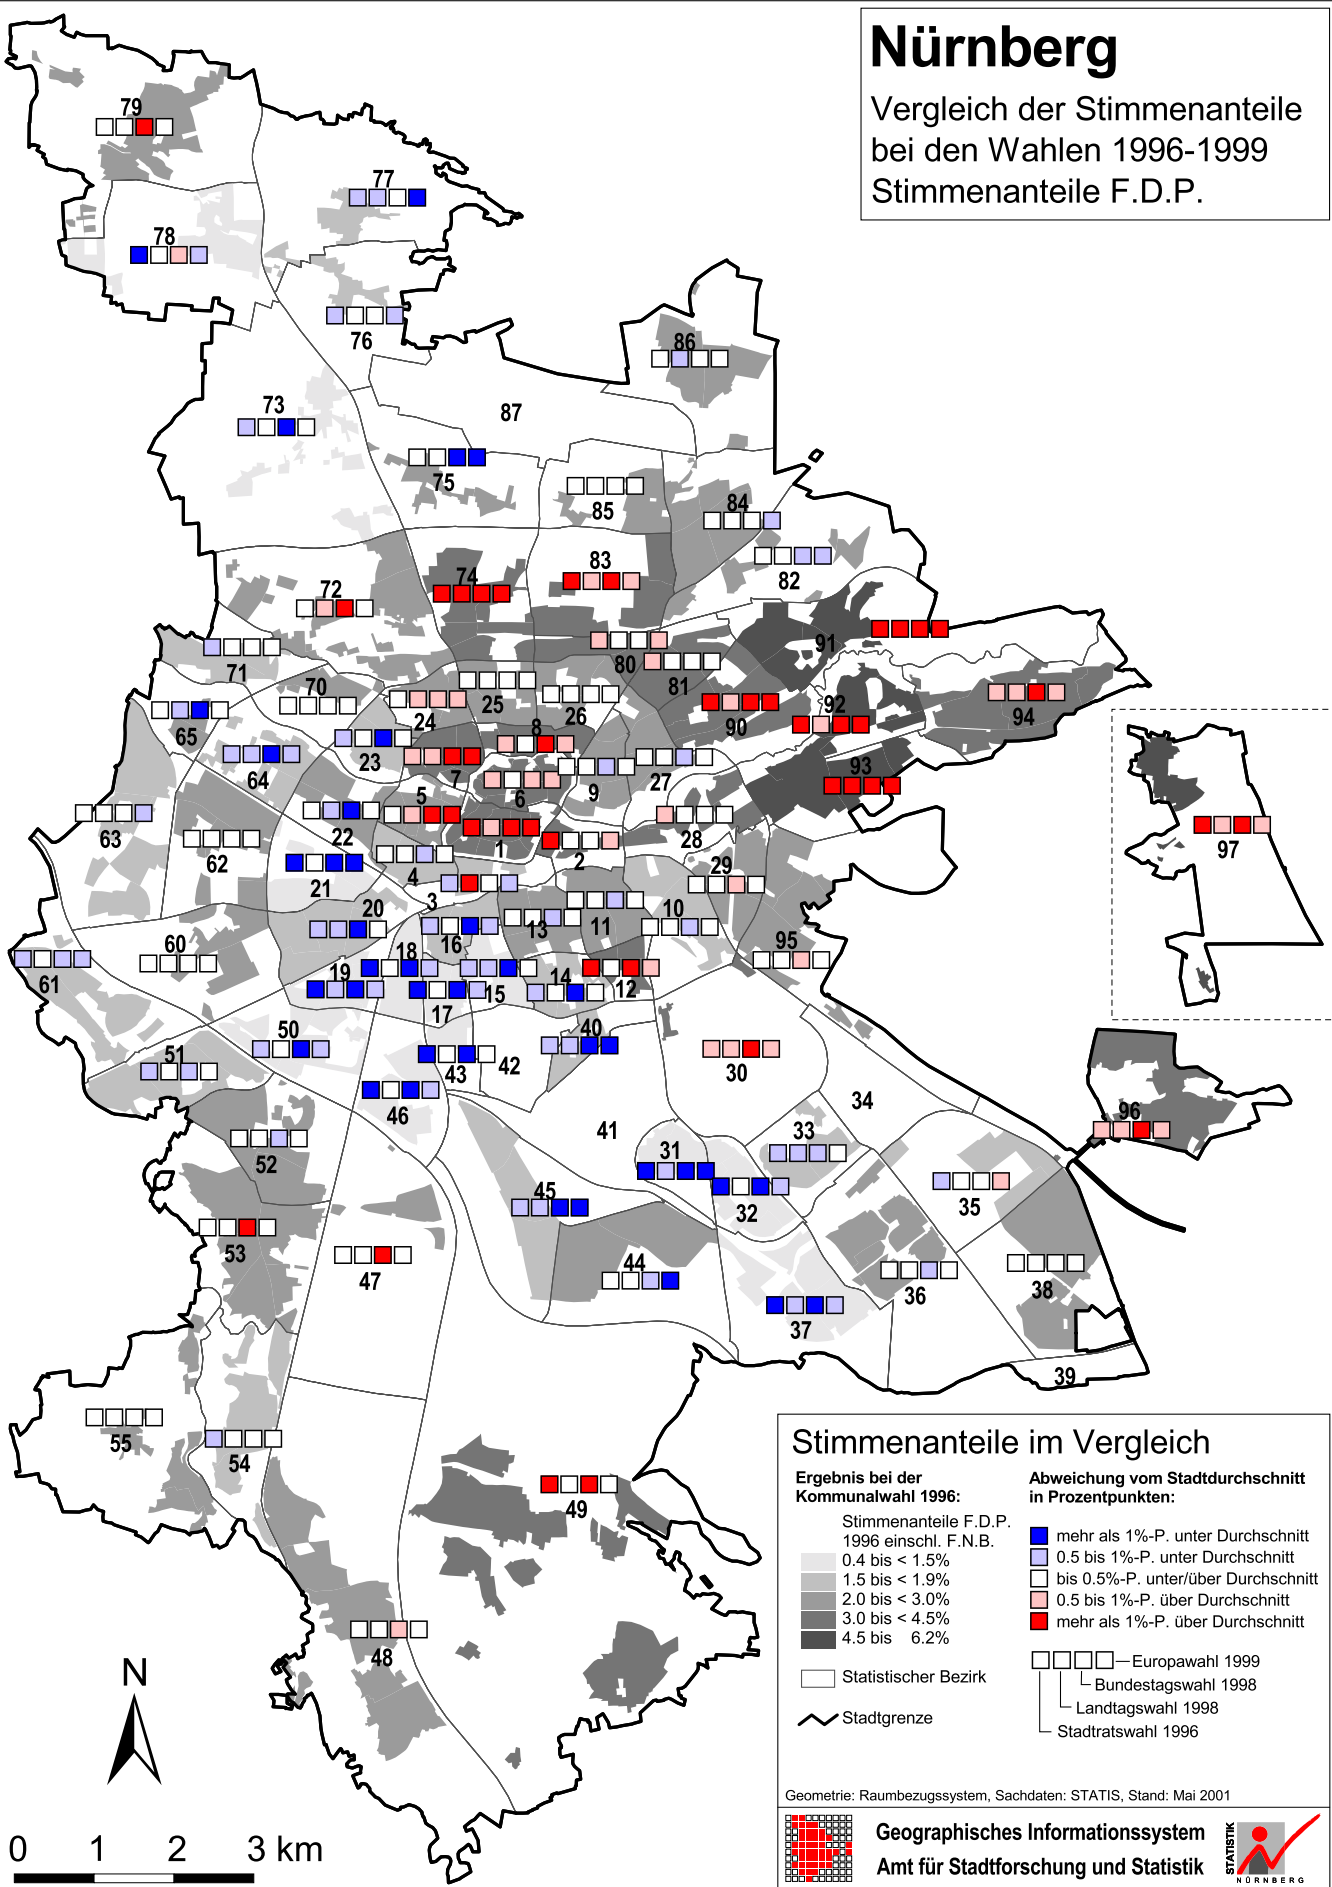 Nürnberg
Vergleich der Stimmenanteile
bei den Wahlen 1996-1999
Stimmenanteile F.D.P.
79
77
78
76
86
73
87
75
85
84
83
82
74
72
91
80
71
81
70
25
94
24
26
92
90
65
8
23
64
7
27
93
6
9
5
63
22
28
97
62
1
2
4
29
21
3
20
10
13
11
16
60
95
18
61
19
14
12
15
17
50
40
51
43
42
30
46
34
96
41
33
52
31
35
45
32
53
47
44
36
38
37
39
55
54
49
48
Stimmenanteile im Vergleich
Ergebnis bei der
Kommunalwahl 1996:
Stimmenanteile F.D.P.
1996 einschl. F.N.B.
0.4 bis < 1.5%
1.5 bis < 1.9%
2.0 bis < 3.0%
3.0 bis < 4.5%
4.5 bis 6.2%
Statistischer Bezirk
Stadtgrenze
Abweichung vom Stadtdurchschnitt
in Prozentpunkten:
mehr als 1%-P. unter Durchschnitt
0.5 bis 1%-P. unter Durchschnitt
bis 0.5%-P. unter/über Durchschnitt
0.5 bis 1%-P. über Durchschnitt
mehr als 1%-P. über Durchschnitt
Europawahl 1999
Bundestagswahl 1998
Landtagswahl 1998
Stadtratswahl 1996
Geometrie: Raumbezugssystem, Sachdaten: STATIS, Stand: Mai 2001
Geographisches Informationssystem
Amt für Stadtforschung und Statistik
STATISTIK
NÜRNBERG
N
0 1 2 3 km